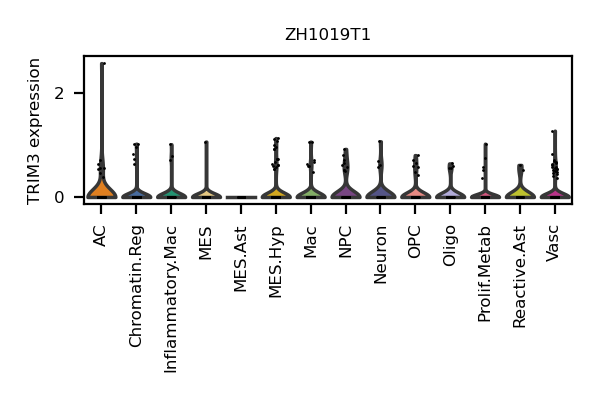 ZH1019T1
TRIM3 expression
2
0
AC
Chromatin.Reg
Inflammatory.Mac
MES
MES.Ast
MES.Hyp
Mac
NPC
Neuron
OPC
Oligo
Prolif.Metab
Reactive.Ast
Vasc